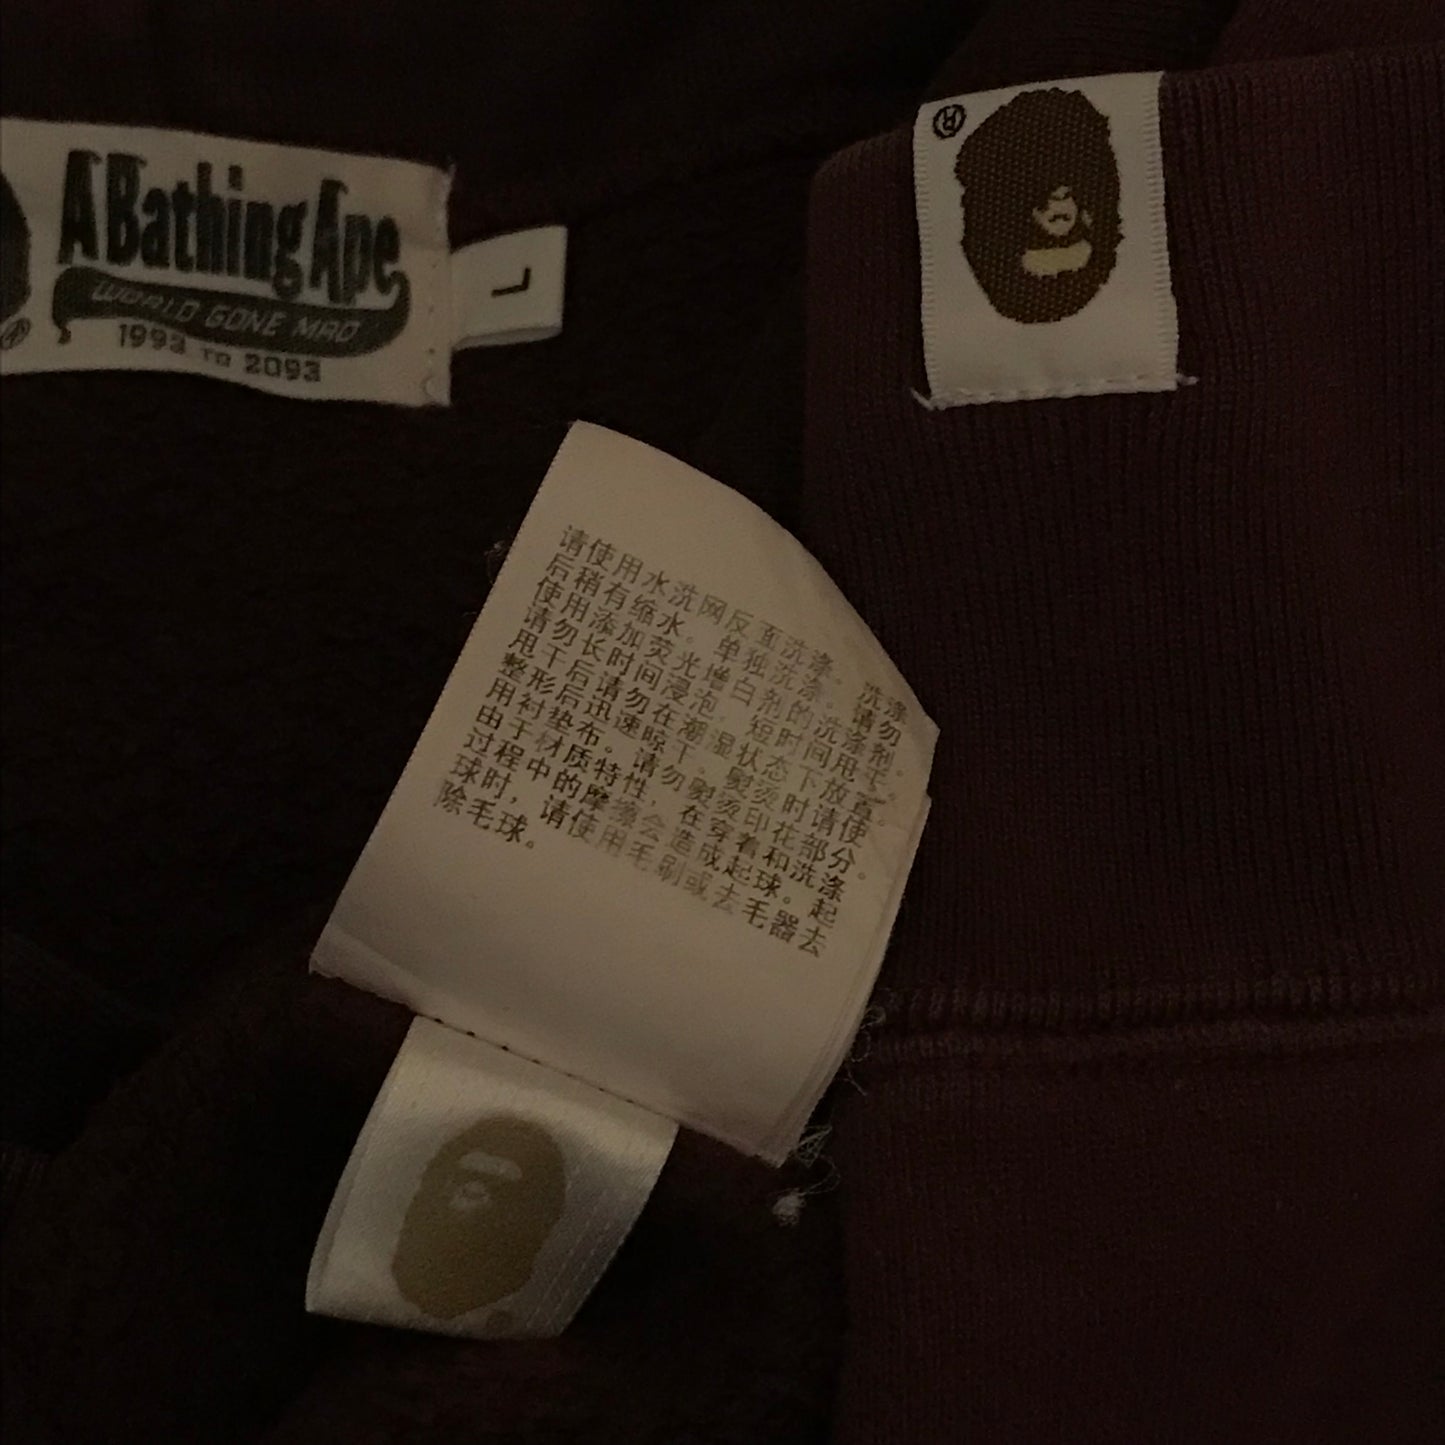 A Bathing Ape
WORLD GONE MAD
1993 TO 2093
L
请使用水洗网反面洗涤。洗涤
后稍有缩水。单独洗涤。请勿
使用添加荧光增白剂的洗涤剂。
请勿长时间浸泡。短时间甩干。
甩干后请勿在潮湿状态下放置。
整形后迅速晾干。熨烫时请使
用衬垫布。请勿熨烫印花部分。
由于材质特性,在穿着和洗涤
过程中的摩擦会造成起球。起
球时,请使用毛刷或去毛器去
除毛球。